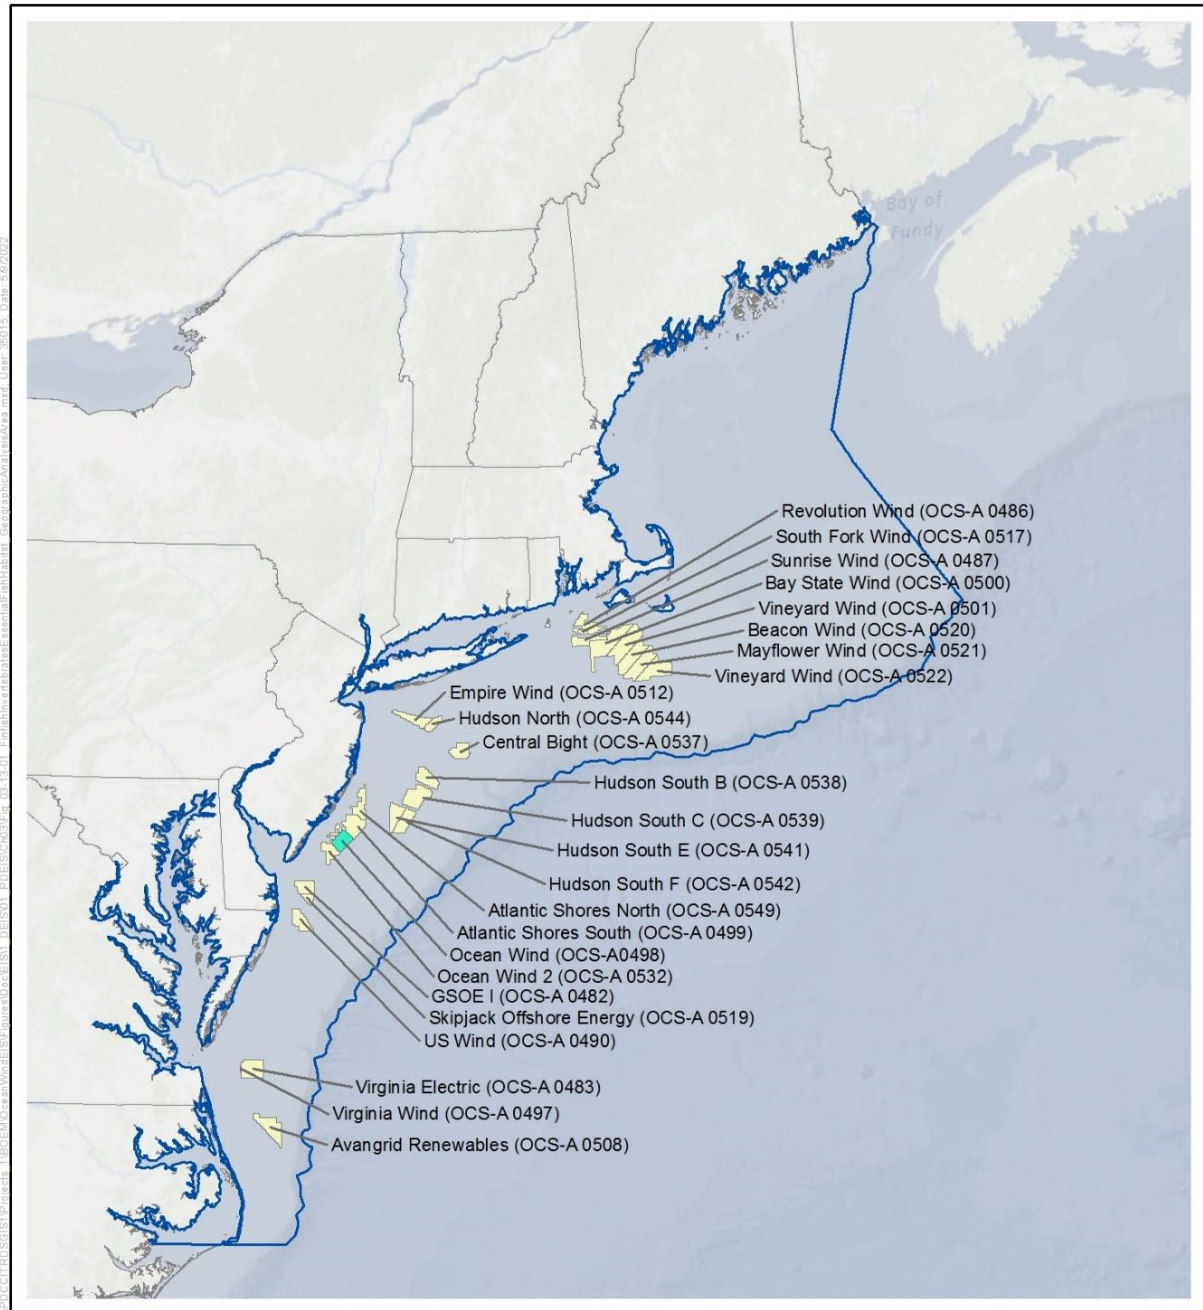 Bay of
Fundy
Revolution Wind (OCS-A 0486)
South Fork Wind (OCS-A 0517)
Sunrise Wind (OCS-A 0487)
Bay State Wind (OCS-A 0500)
Vineyard Wind (OCS-A 0501)
Beacon Wind (OCS-A 0520)
Mayflower Wind (OCS-A 0521)
Vineyard Wind (OCS-A 0522)
Empire Wind (OCS-A 0512)
Hudson North (OCS-A 0544)
Central Bight (OCS-A 0537)
Hudson South B (OCS-A 0538)
Hudson South C (OCS-A 0539)
Hudson South E (OCS-A 0541)
Hudson South F (OCS-A 0542)
Atlantic Shores North (OCS-A 0549)
Atlantic Shores South (OCS-A 0499)
Ocean Wind (OCS-A0498)
Ocean Wind 2 (OCS-A 0532)
GSOE I (OCS-A 0482)
Skipjack Offshore Energy (OCS-A 0519)
US Wind (OCS-A 0490)
Virginia Electric (OCS-A 0483)
Virginia Wind (OCS-A 0497)
Avangrid Renewables (OCS-A 0508)